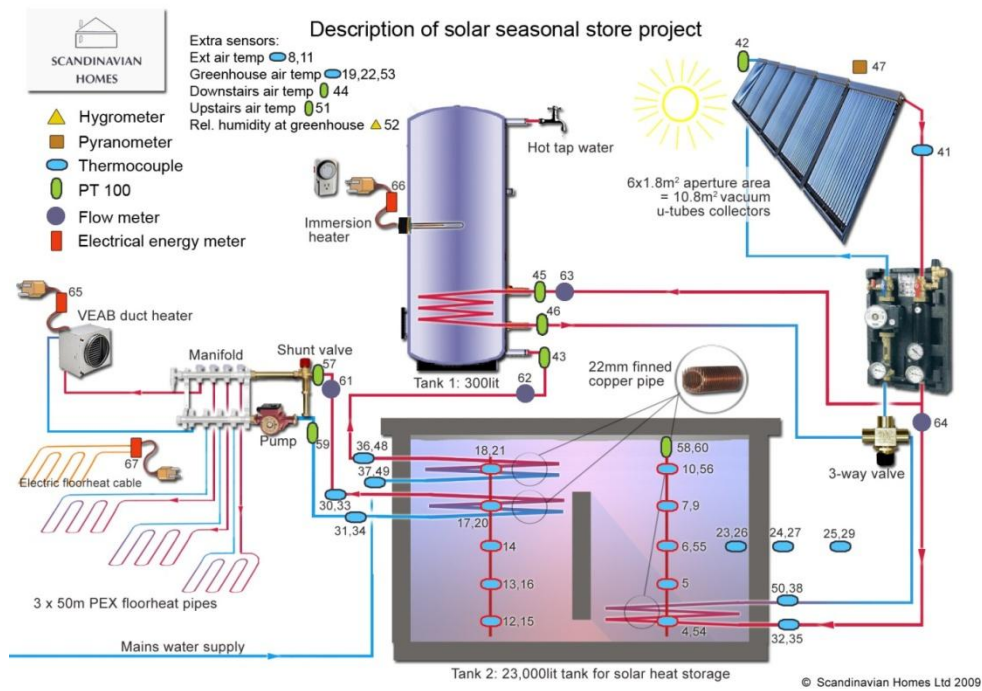 Description of solar seasonal store project
SCANDINAVIAN
HOMES
Extra sensors:
Ext air temp 8,11
Greenhouse air temp 19,22,53
Downstairs air temp 44
Upstairs air temp 51
Rel. humidity at greenhouse 52
Hygrometer
Pyranometer
Thermocouple
PT 100
Flow meter
Electrical energy meter
42
47
41
Hot tap water
6x1.8m² aperture area
= 10.8m² vacuum
u-tubes collectors
66
Immersion
heater
45
63
46
43
62
Tank 1: 300lit
65
VEAB duct heater
Manifold
Shunt valve
57
61
Pump
59
22mm finned
copper pipe
64
3-way valve
67
Electric floorheat cable
36,48
37,49
30,33
31,34
18,21
17,20
14
13,16
12,15
58,60
10,56
7,9
6,55
5
4,54
23,26
24,27
25,29
50,38
32,35
3 x 50m PEX floorheat pipes
Mains water supply
Tank 2: 23,000lit tank for solar heat storage
© Scandinavian Homes Ltd 2009